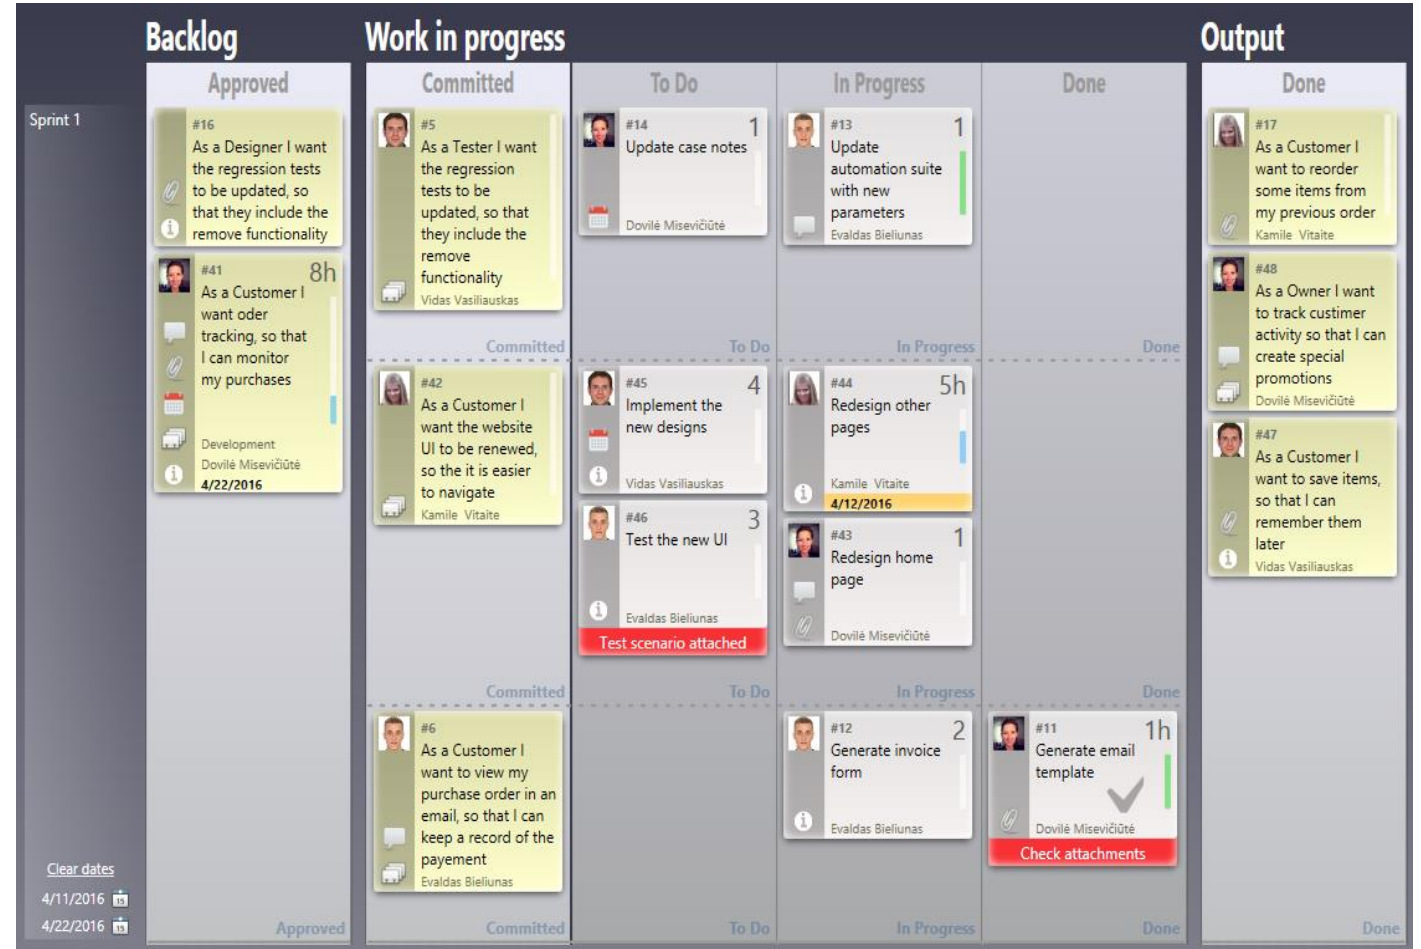 Backlog
Work in progress
Output
Approved
Committed
To Do
In Progress
Done
Done
Sprint 1
#16
As a Designer I want
the regression tests
to be updated, so
that they include the
remove functionality
#41
8h
As a Customer I
want oder
tracking, so that
I can monitor
my purchases
Development
Dovilė Misevičiūtė
4/22/2016
Approved
#5
As a Tester I want
the regression
tests to be
updated, so that
they include the
remove
functionality
Vidas Vasiliauskas
Committed
#14
1
Update case notes
Dovilė Misevičiūtė
To Do
#13
1
Update
automation suite
with new
parameters
Evaldas Bieliunas
In Progress
Done
#42
As a Customer I
want the website
UI to be renewed,
so the it is easier
to navigate
Kamile Vitaite
Committed
#45
4
Implement the
new designs
Vidas Vasiliauskas
#46
3
Test the new UI
Evaldas Bieliunas
Test scenario attached
To Do
#44
5h
Redesign other
pages
Kamile Vitaite
4/12/2016
#43
1
Redesign home
page
Dovilė Misevičiūtė
In Progress
Done
#6
As a Customer I
want to view my
purchase order in an
email, so that I can
keep a record of the
payement
Evaldas Bieliunas
Committed
To Do
#12
2
Generate invoice
form
Evaldas Bieliunas
In Progress
#11
1h
Generate email
template
Dovilė Misevičiūtė
Check attachments
Done
#17
As a Customer I
want to reorder
some items from
my previous order
Kamile Vitaite
#48
As a Owner I want
to track custimer
activity so that I can
create special
promotions
Dovilė Misevičiūtė
#47
As a Customer I
want to save items,
so that I can
remember them
later
Vidas Vasiliauskas
Done
Clear dates
4/11/2016
15
4/22/2016
15